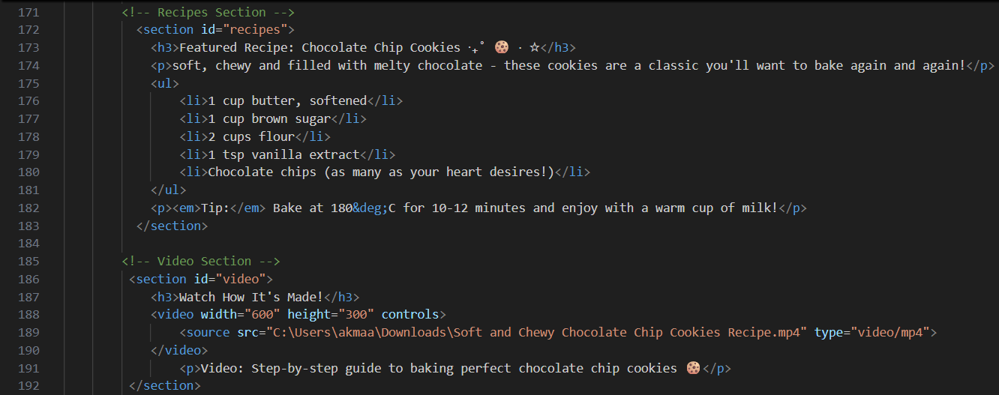 171 <!-- Recipes Section -->
172 <section id="recipes">
173 <h3>Featured Recipe: Chocolate Chip Cookies ‧₊˚ 🍪 ⋅ ☆</h3>
174 <p>soft, chewy and filled with melty chocolate - these cookies are a classic you'll want to bake again and again!</p>
175 <ul>
176 <li>1 cup butter, softened</li>
177 <li>1 cup brown sugar</li>
178 <li>2 cups flour</li>
179 <li>1 tsp vanilla extract</li>
180 <li>Chocolate chips (as many as your heart desires!)</li>
181 </ul>
182 <p><em>Tip:</em> Bake at 180&deg;C for 10-12 minutes and enjoy with a warm cup of milk!</p>
183 </section>
184
185 <!-- Video Section -->
186 <section id="video">
187 <h3>Watch How It's Made!</h3>
188 <video width="600" height="300" controls>
189 <source src="C:\Users\akmaa\Downloads\Soft and Chewy Chocolate Chip Cookies Recipe.mp4" type="video/mp4">
190 </video>
191 <p>Video: Step-by-step guide to baking perfect chocolate chip cookies 🍪</p>
192 </section>